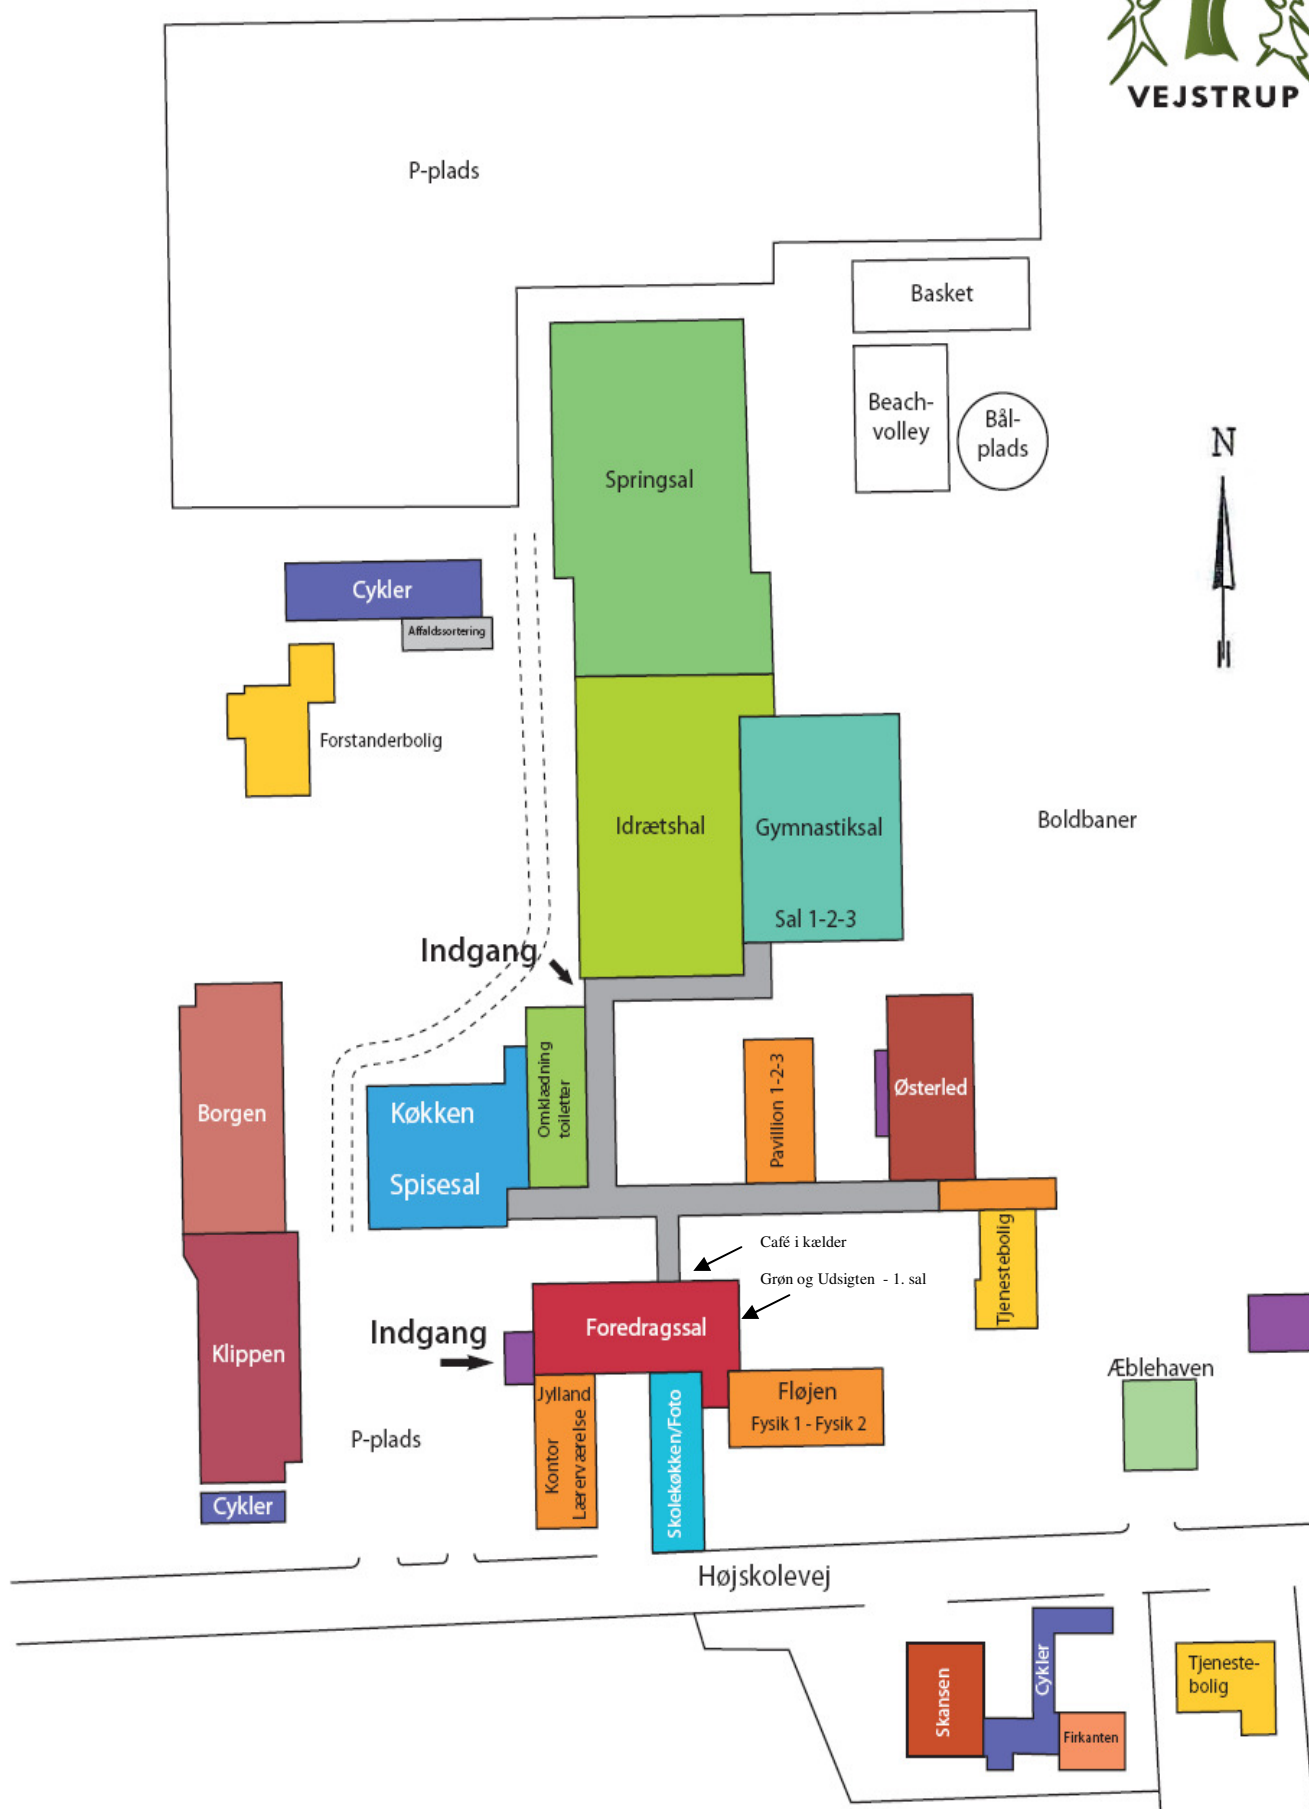 VEJSTRUP
P-plads
Basket
Beach-
volley
Bål-
plads
N
Springsal
Cykler
Affaldssortering
Forstanderbolig
Idrætshal
Gymnastiksal
Sal 1-2-3
Boldbaner
Indgang
Borgen
Køkken
Spisesal
Omklædning
toiletter
Pavillion 1-2-3
Østerled
Café i kælder
Grøn og Udsigten - 1. sal
Tjenestebolig
Klippen
Indgang
Foredragssal
Jylland
Kontor
Lærerværelse
Skolekøkken/Foto
Fløjen
Fysik 1 - Fysik 2
Æblehaven
P-plads
Cykler
Højskolevej
Skansen
Cykler
Firkanten
Tjeneste-
bolig